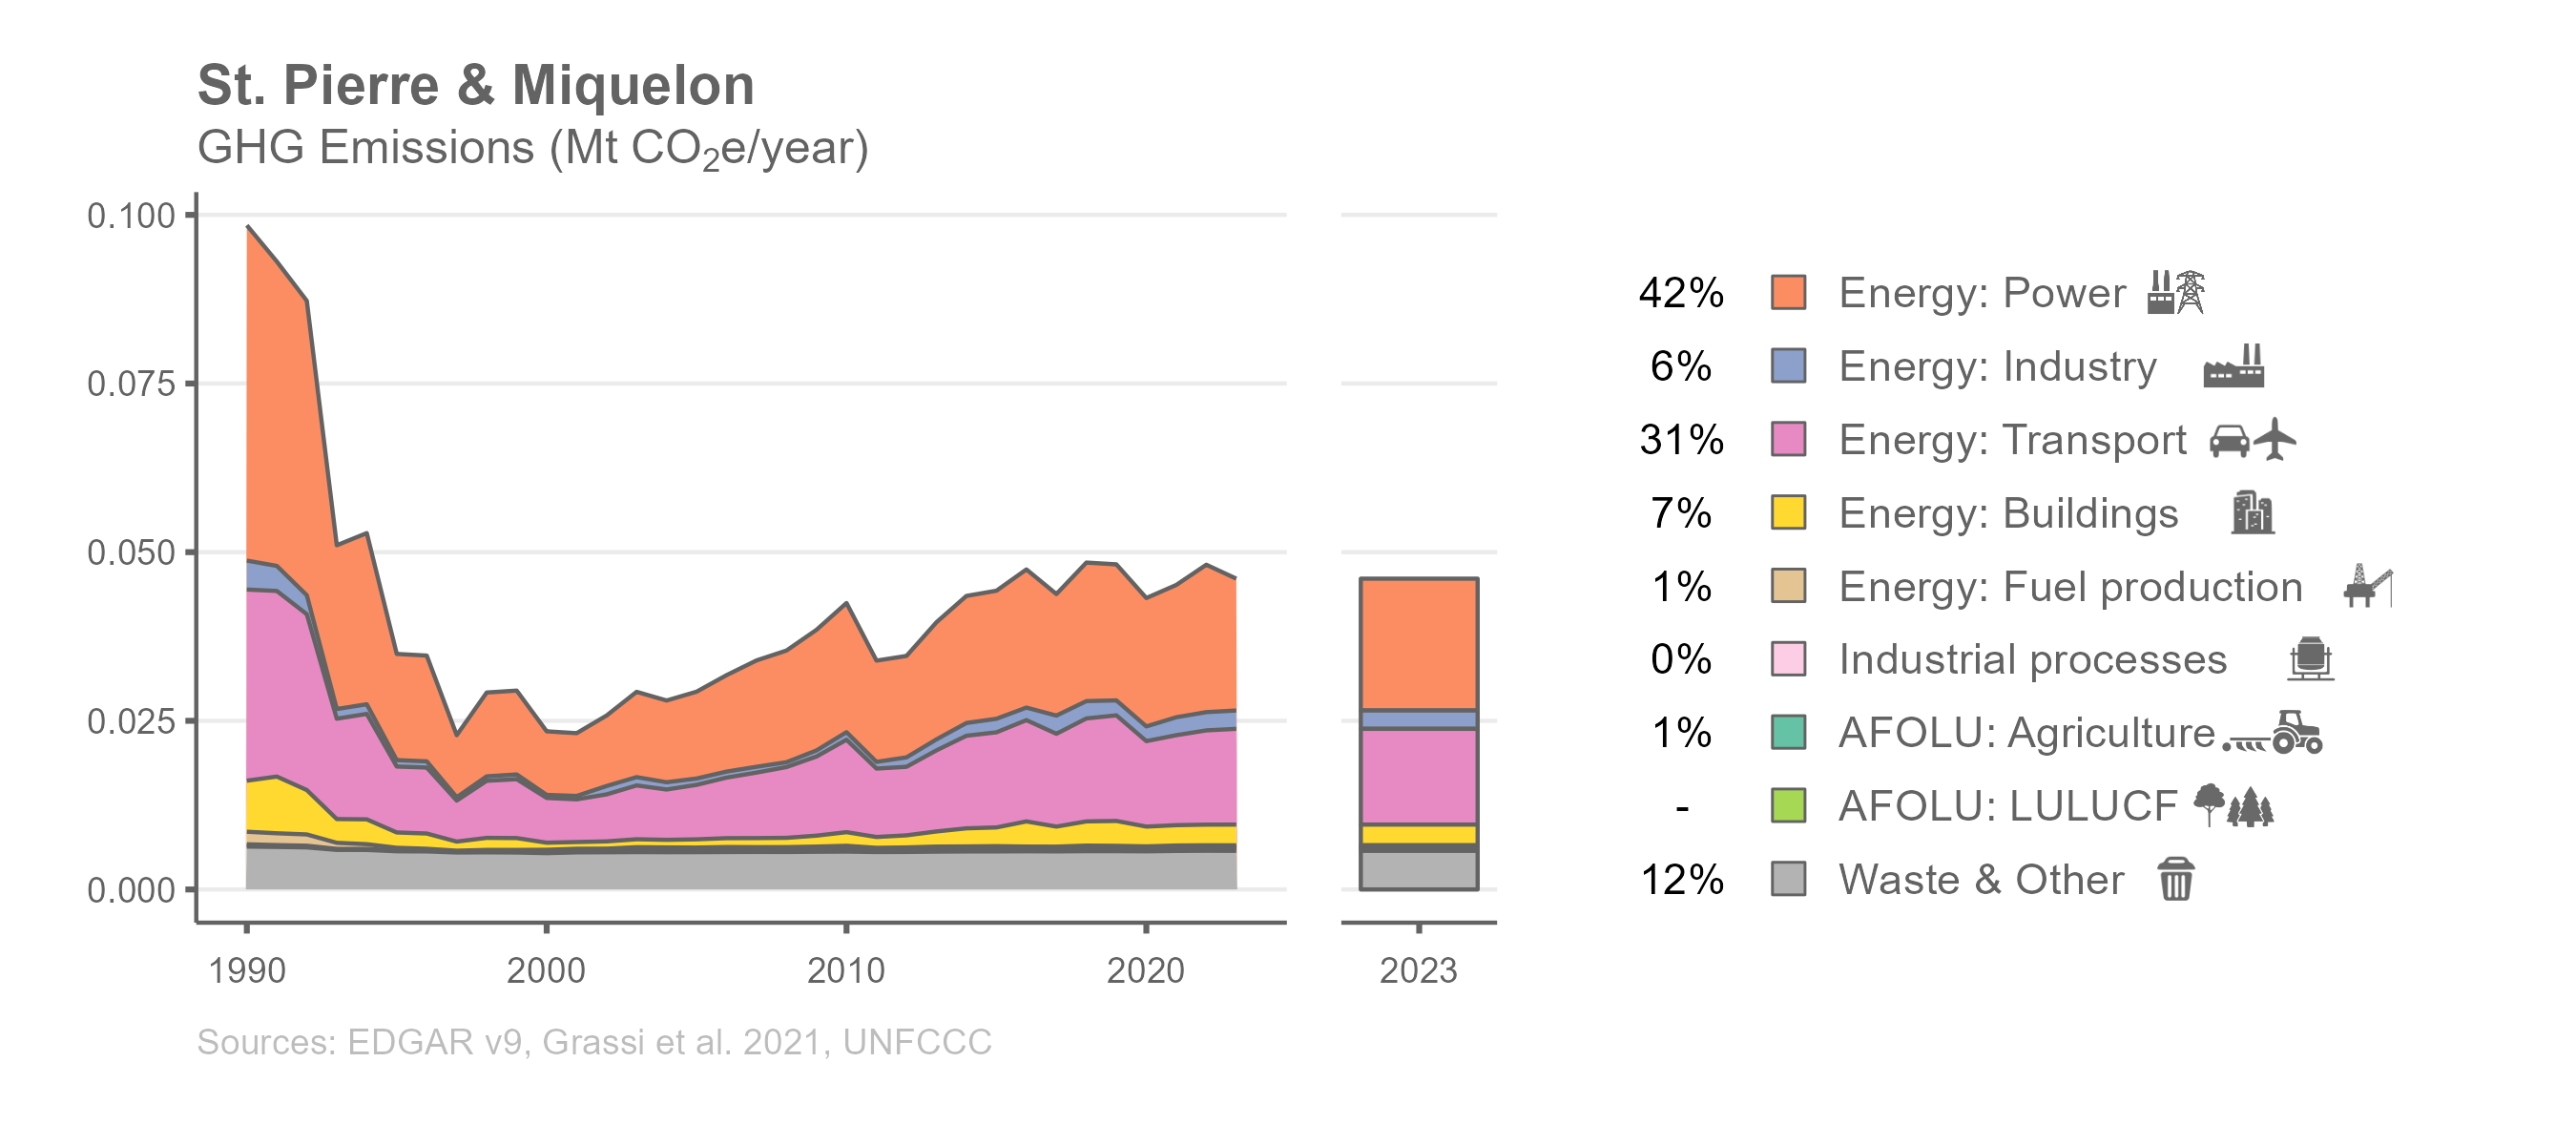 St. Pierre & Miquelon
GHG Emissions (Mt CO₂e/year)
0.100
0.075
0.050
0.025
0.000
1990 2000 2010 2020 2023
42% Energy: Power
6% Energy: Industry
31% Energy: Transport
7% Energy: Buildings
1% Energy: Fuel production
0% Industrial processes
1% AFOLU: Agriculture
- AFOLU: LULUCF
12% Waste & Other
Sources: EDGAR v9, Grassi et al. 2021, UNFCCC